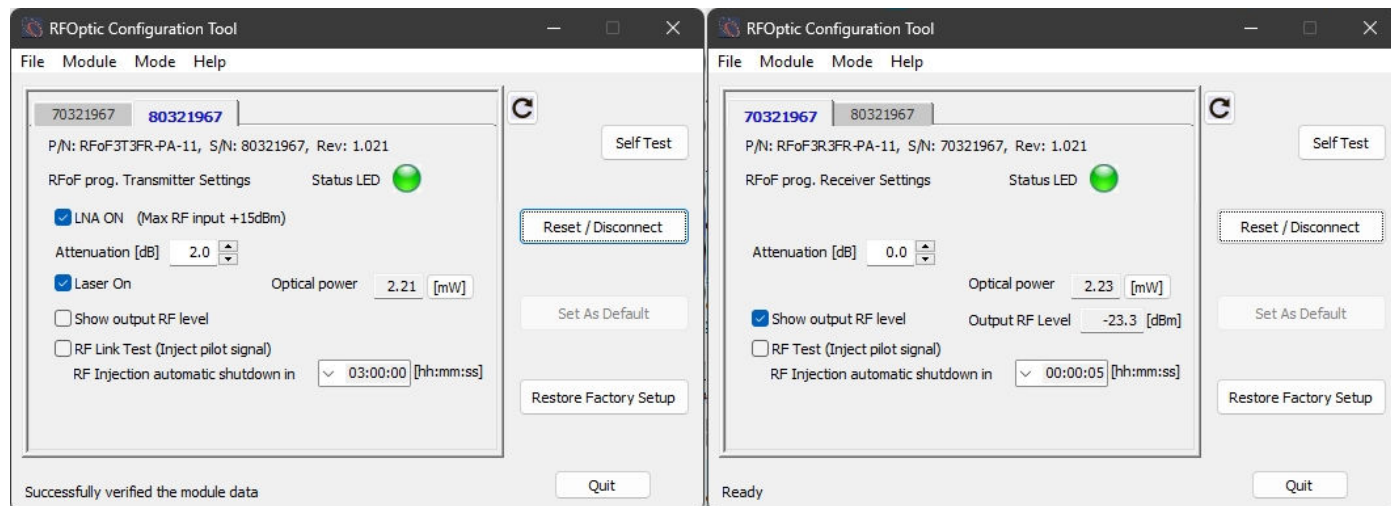 RFOptic Configuration Tool
File Module Mode Help
70321967 80321967
P/N: RFoF3T3FR-PA-11, S/N: 80321967, Rev: 1.021
Self Test
RFoF prog. Transmitter Settings Status LED
LNA ON (Max RF input +15dBm)
Reset / Disconnect
Attenuation [dB] 2.0
Laser On Optical power 2.21 [mW]
Show output RF level
Set As Default
RF Link Test (Inject pilot signal)
RF Injection automatic shutdown in 03:00:00 [hh:mm:ss]
Restore Factory Setup
Successfully verified the module data
Quit
RFOptic Configuration Tool
File Module Mode Help
70321967 80321967
P/N: RFoF3R3FR-PA-11, S/N: 70321967, Rev: 1.021
Self Test
RFoF prog. Receiver Settings Status LED
Reset / Disconnect
Attenuation [dB] 0.0
Optical power 2.23 [mW]
Show output RF level Output RF Level -23.3 [dBm]
Set As Default
RF Test (Inject pilot signal)
RF Injection automatic shutdown in 00:00:05 [hh:mm:ss]
Restore Factory Setup
Ready
Quit